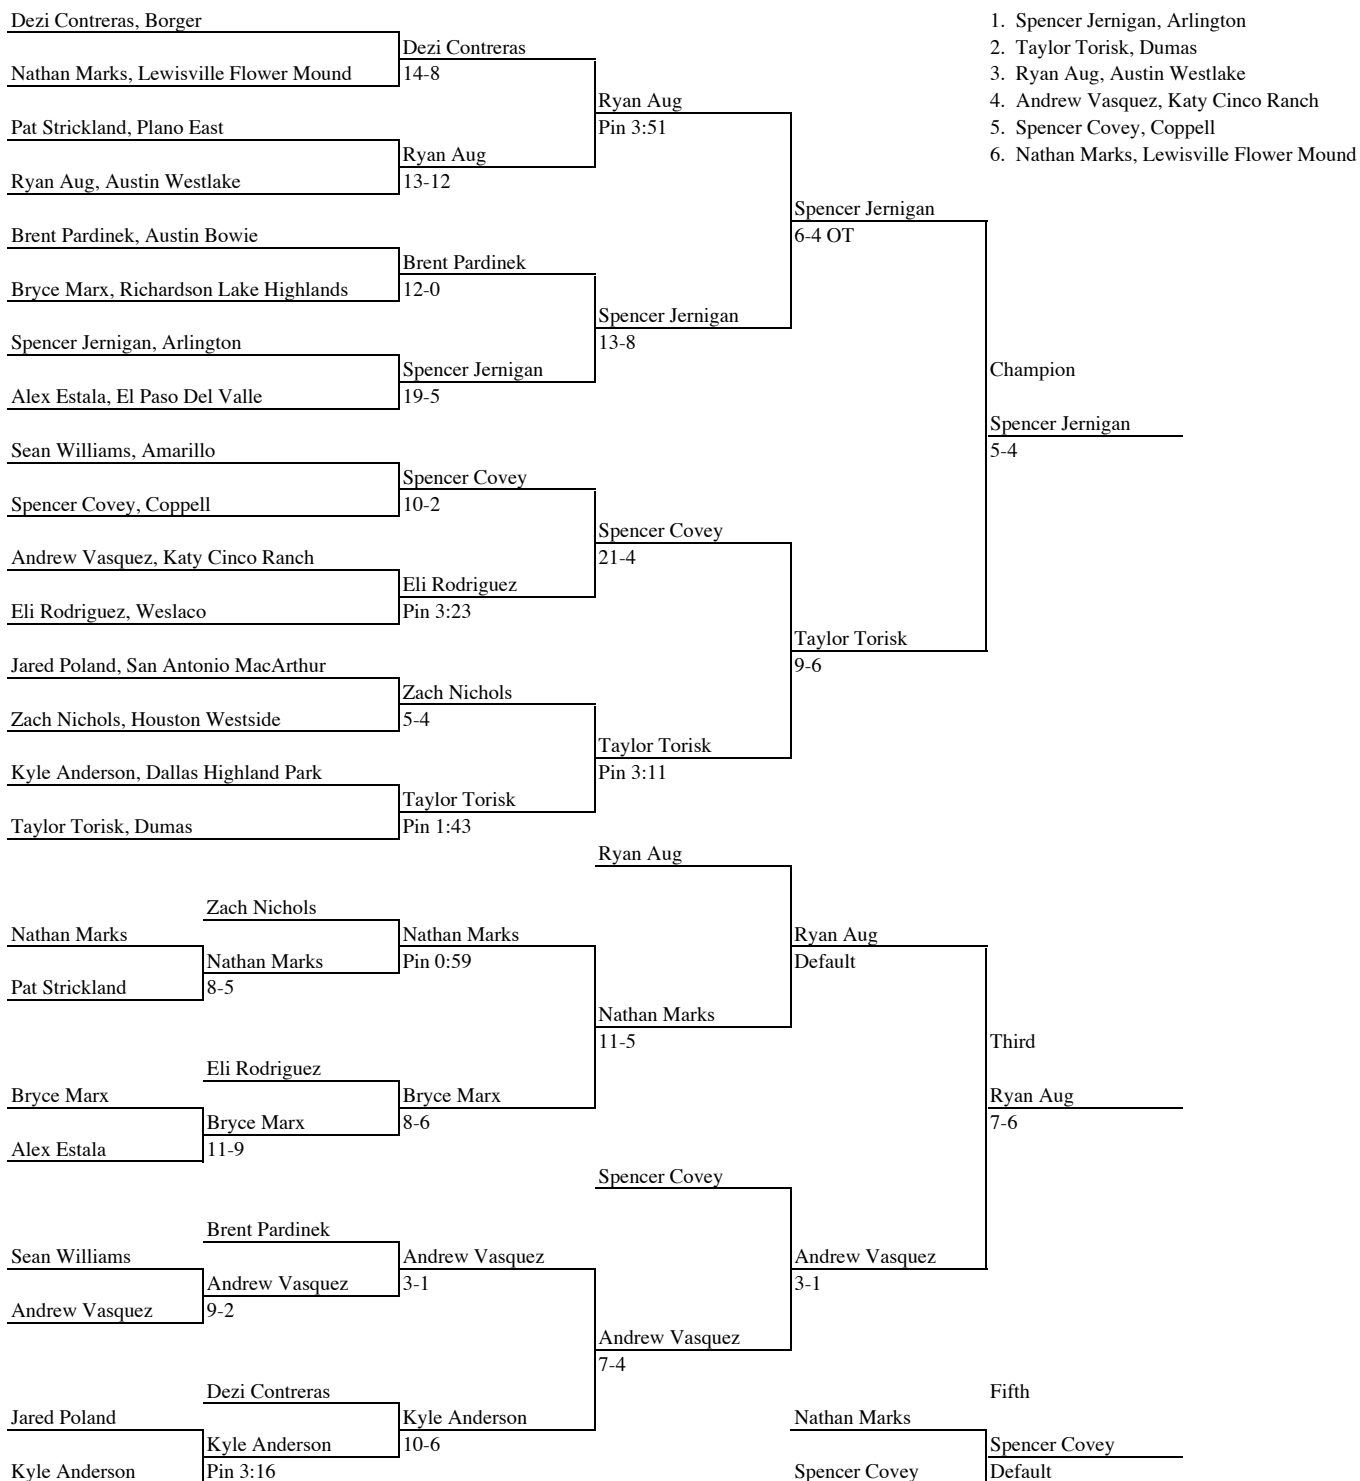 Dezi Contreras, Borger
Dezi Contreras
Nathan Marks, Lewisville Flower Mound
14-8
Ryan Aug
Pat Strickland, Plano East
Pin 3:51
Ryan Aug
Ryan Aug, Austin Westlake
13-12
Spencer Jernigan
Brent Pardinek, Austin Bowie
6-4 OT
Brent Pardinek
Bryce Marx, Richardson Lake Highlands
12-0
Spencer Jernigan
Spencer Jernigan, Arlington
13-8
Spencer Jernigan
Alex Estala, El Paso Del Valle
19-5
Champion
Spencer Jernigan
5-4
Sean Williams, Amarillo
Spencer Covey
Spencer Covey, Coppell
10-2
Spencer Covey
Andrew Vasquez, Katy Cinco Ranch
21-4
Eli Rodriguez
Eli Rodriguez, Weslaco
Pin 3:23
Taylor Torisk
Jared Poland, San Antonio MacArthur
9-6
Zach Nichols
Zach Nichols, Houston Westside
5-4
Taylor Torisk
Kyle Anderson, Dallas Highland Park
Pin 3:11
Taylor Torisk
Taylor Torisk, Dumas
Pin 1:43
1. Spencer Jernigan, Arlington
2. Taylor Torisk, Dumas
3. Ryan Aug, Austin Westlake
4. Andrew Vasquez, Katy Cinco Ranch
5. Spencer Covey, Coppell
6. Nathan Marks, Lewisville Flower Mound
Ryan Aug
Zach Nichols
Nathan Marks
Nathan Marks
Ryan Aug
Nathan Marks
Pin 0:59
Default
Pat Strickland
8-5
Nathan Marks
11-5
Third
Eli Rodriguez
Bryce Marx
Bryce Marx
Ryan Aug
Bryce Marx
8-6
7-6
Alex Estala
11-9
Spencer Covey
Brent Pardinek
Sean Williams
Andrew Vasquez
Andrew Vasquez
Andrew Vasquez
3-1
3-1
Andrew Vasquez
9-2
Andrew Vasquez
7-4
Dezi Contreras
Fifth
Jared Poland
Kyle Anderson
Nathan Marks
Kyle Anderson
10-6
Spencer Covey
Kyle Anderson
Pin 3:16
Spencer Covey
Default